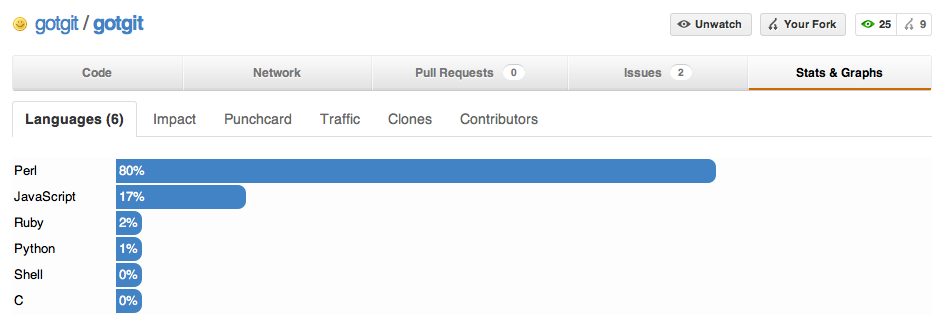 gotgit / gotgit
Unwatch
Your Fork
25
9
Code
Network
Pull Requests 0
Issues 2
Stats & Graphs
Languages (6)
Impact
Punchcard
Traffic
Clones
Contributors
Perl 80%
JavaScript 17%
Ruby 2%
Python 1%
Shell 0%
C 0%